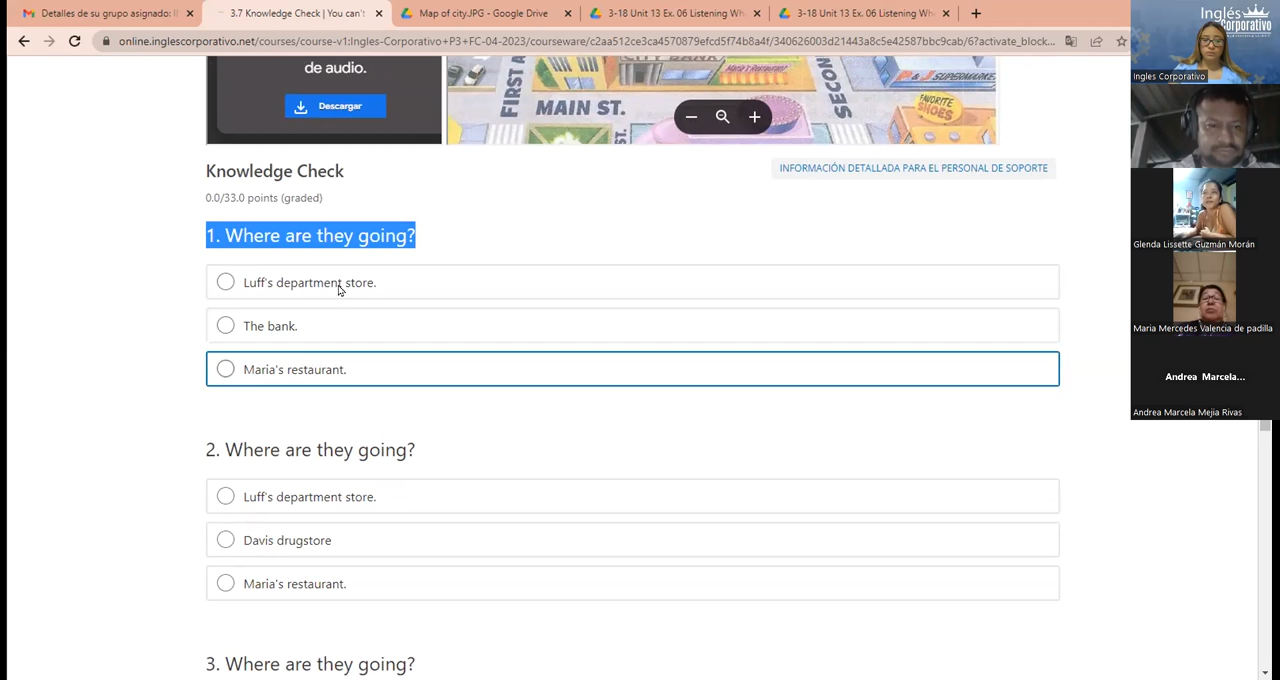 Detalles de su grupo asignado: I
3.7 Knowledge Check | You can't
Map of city.JPG - Google Drive
3-18 Unit 13 Ex. 06 Listening Wh
3-18 Unit 13 Ex. 06 Listening Wh
online.inglescorporativo.net/courses/course-v1:Ingles-Corporativo+P3+FC-04-2023/courseware/c2aa512ce3ca4570879efcd5f74b8a4f/340626003d21443a8c5e42587bbc9cab/6?activate_block...
de audio.
Descargar
FIRST A
CITY BANK
MARIA'S RESTAURANT
MAIN ST.
ST.
SECON
P & J SUPERMARKE
FAVORITE SHOES
Knowledge Check
INFORMACIÓN DETALLADA PARA EL PERSONAL DE SOPORTE
0.0/33.0 points (graded)
1. Where are they going?
Luff's department store.
The bank.
Maria's restaurant.
2. Where are they going?
Luff's department store.
Davis drugstore
Maria's restaurant.
3. Where are they going?
Inglés
Corporativo
Ingles Corporativo
Glenda Lissette Guzmán Morán
Maria Mercedes Valencia de padilla
Andrea Marcela...
Andrea Marcela Mejia Rivas